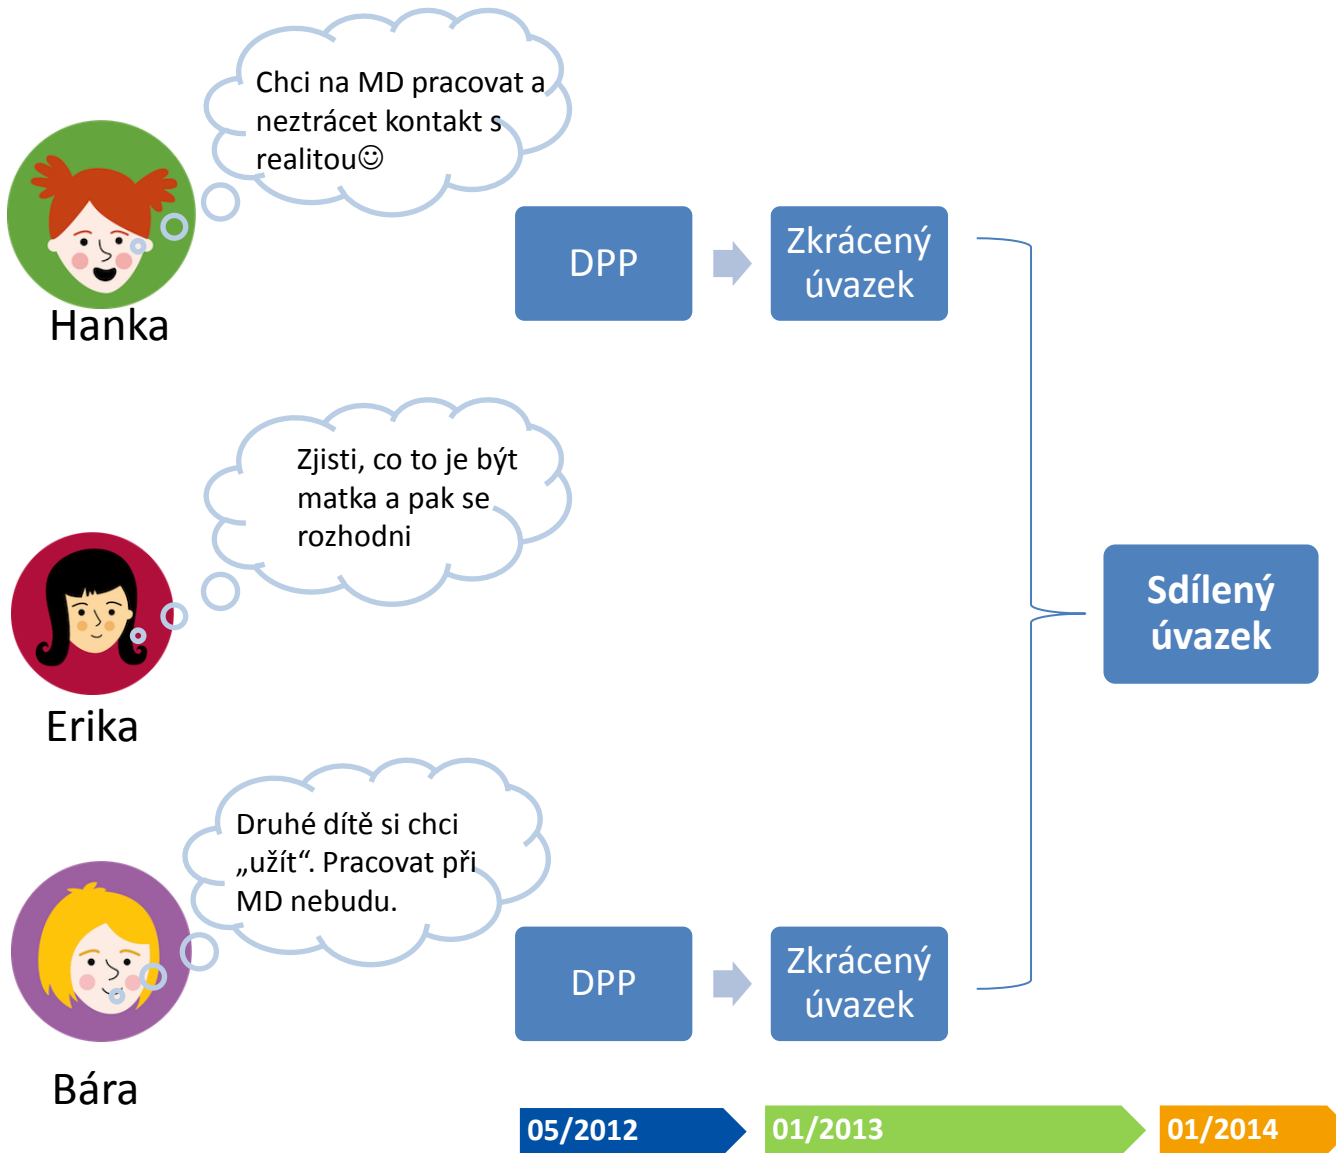 Chci na MD pracovat a
neztrácet kontakt s
realitou☺
Hanka
DPP
Zkrácený
úvazek
Zjisti, co to je být
matka a pak se
rozhodni
Erika
Sdílený
úvazek
Druhé dítě si chci
„užít“. Pracovat při
MD nebudu.
Bára
DPP
Zkrácený
úvazek
05/2012
01/2013
01/2014